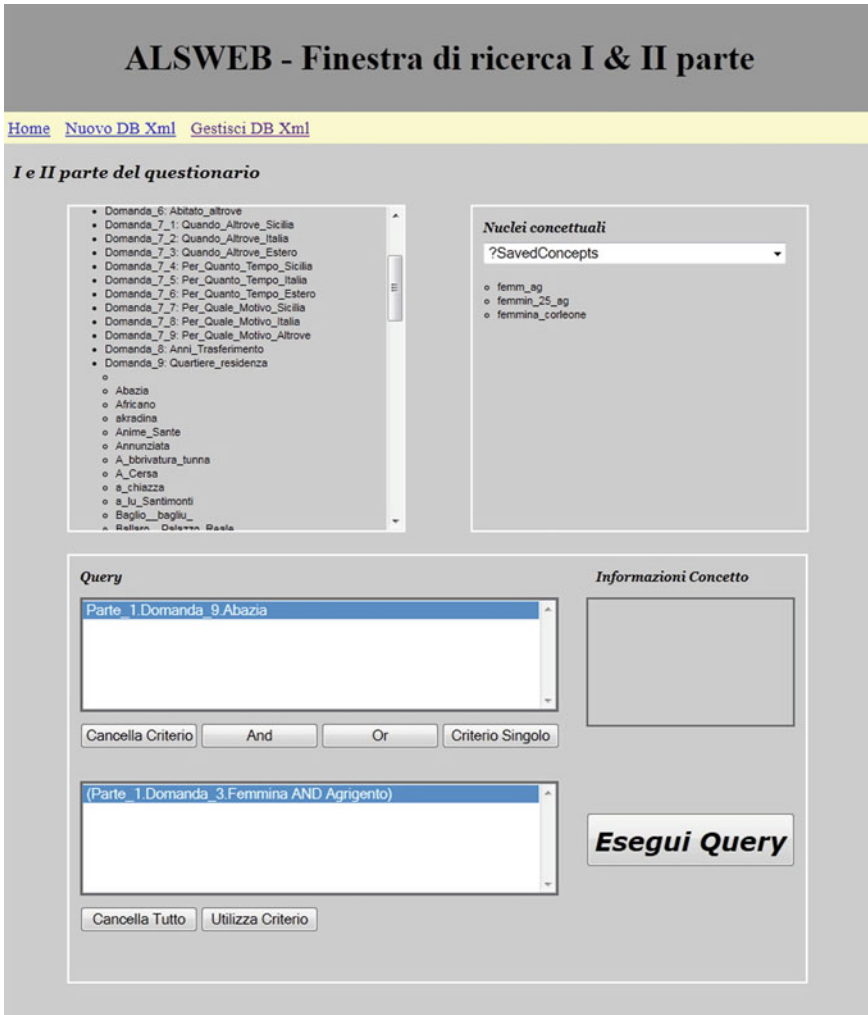 ALSWEB - Finestra di ricerca I & II parte
Home Nuovo DB Xml Gestisci DB Xml
I e II parte del questionario
Domanda_6: Abitato_altrove
Domanda_7_1: Quando_Altrove_Sicilia
Domanda_7_2: Quando_Altrove_Italia
Domanda_7_3: Quando_Altrove_Estero
Domanda_7_4: Per_Quanto_Tempo_Sicilia
Domanda_7_5: Per_Quanto_Tempo_Italia
Domanda_7_6: Per_Quanto_Tempo_Estero
Domanda_7_7: Per_Quale_Motivo_Sicilia
Domanda_7_8: Per_Quale_Motivo_Italia
Domanda_7_9: Per_Quale_Motivo_Altrove
Domanda_8: Anni_Trasferimento
Domanda_9: Quartiere_residenza
Abazia
Africano
akradina
Anime_Sante
Annunziata
A_bbrivatura_tunna
A_Cersa
a_chiazza
a_lu_Santimonti
Baglio__bagliu_
Ballaro__Palazzo_Reale
Nuclei concettuali
?SavedConcepts
femm_ag
femmin_25_ag
femmina_corleone
Query
Parte_1.Domanda_9.Abazia
Cancella Criterio And Or Criterio Singolo
(Parte_1.Domanda_3.Femmina AND Agrigento)
Cancella Tutto Utilizza Criterio
Informazioni Concetto
Esegui Query